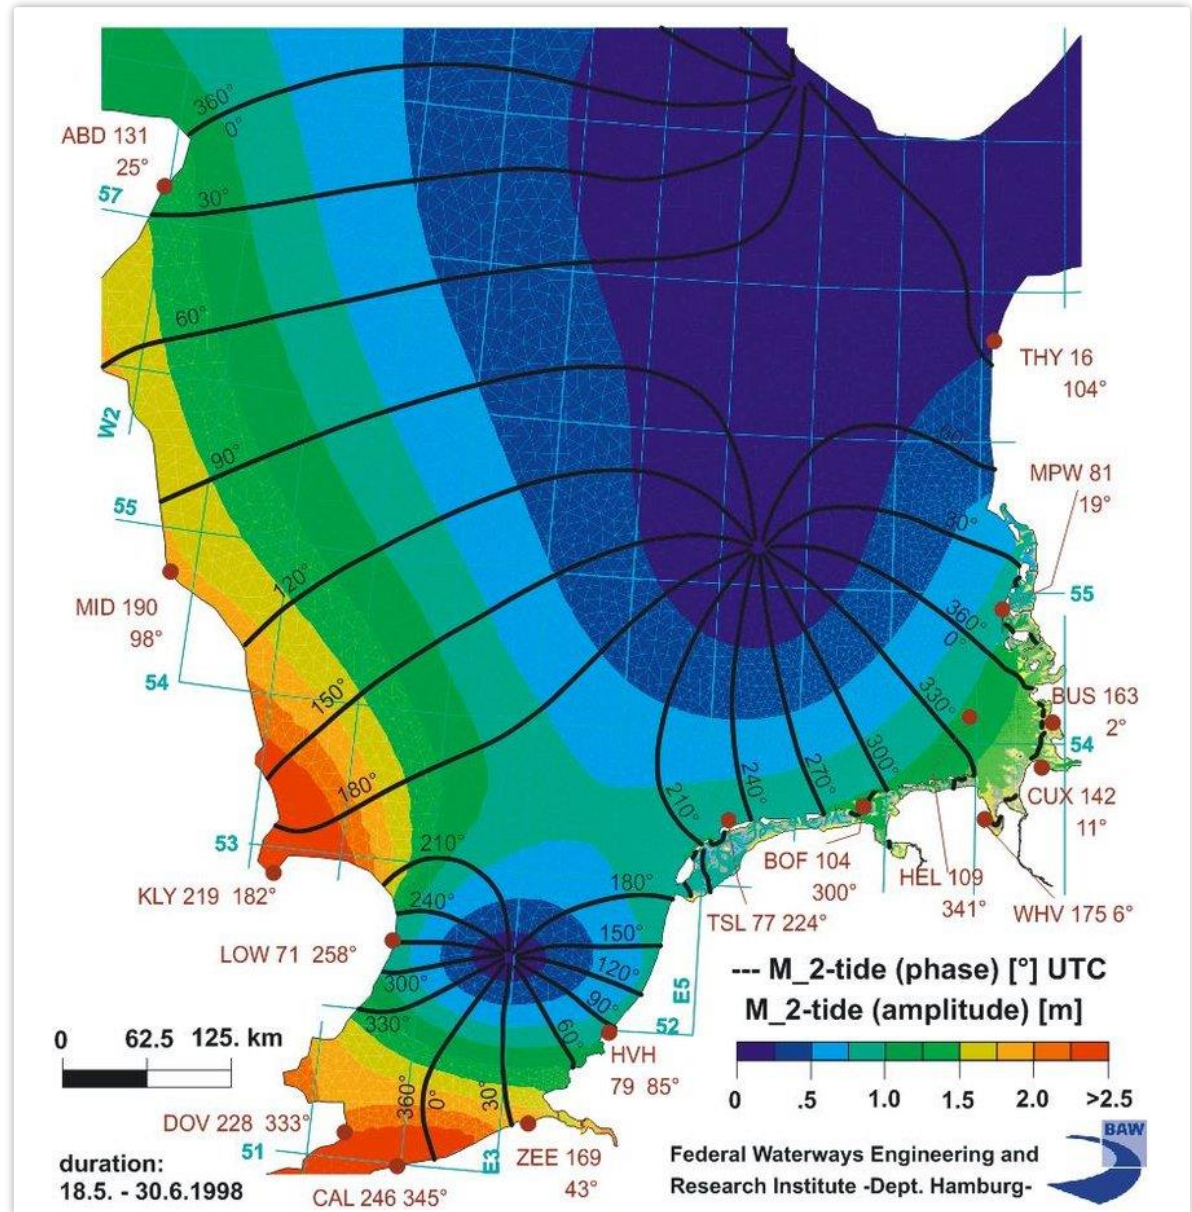 360°
0°
ABD 131
25°
57
30°
60°
THY 16
104°
W2
60°
90°
MPW 81
19°
55
30°
120°
55
MID 190
98°
360°
0°
54
150°
330°
BUS 163
2°
180°
210°
240°
270°
300°
54
53
CUX 142
11°
210°
BOF 104
300°
HEL 109
341°
KLY 219 182°
180°
240°
TSL 77 224°
WHV 175 6°
LOW 71 258°
150°
120°
300°
E5
90°
330°
60°
52
--- M_2-tide (phase) [°] UTC
M_2-tide (amplitude) [m]
0 62.5 125. km
HVH
79 85°
360°
0°
30°
0 .5 1.0 1.5 2.0 >2.5
DOV 228 333°
51
E3
ZEE 169
43°
CAL 246 345°
duration:
18.5. - 30.6.1998
Federal Waterways Engineering and
Research Institute -Dept. Hamburg-
BAW